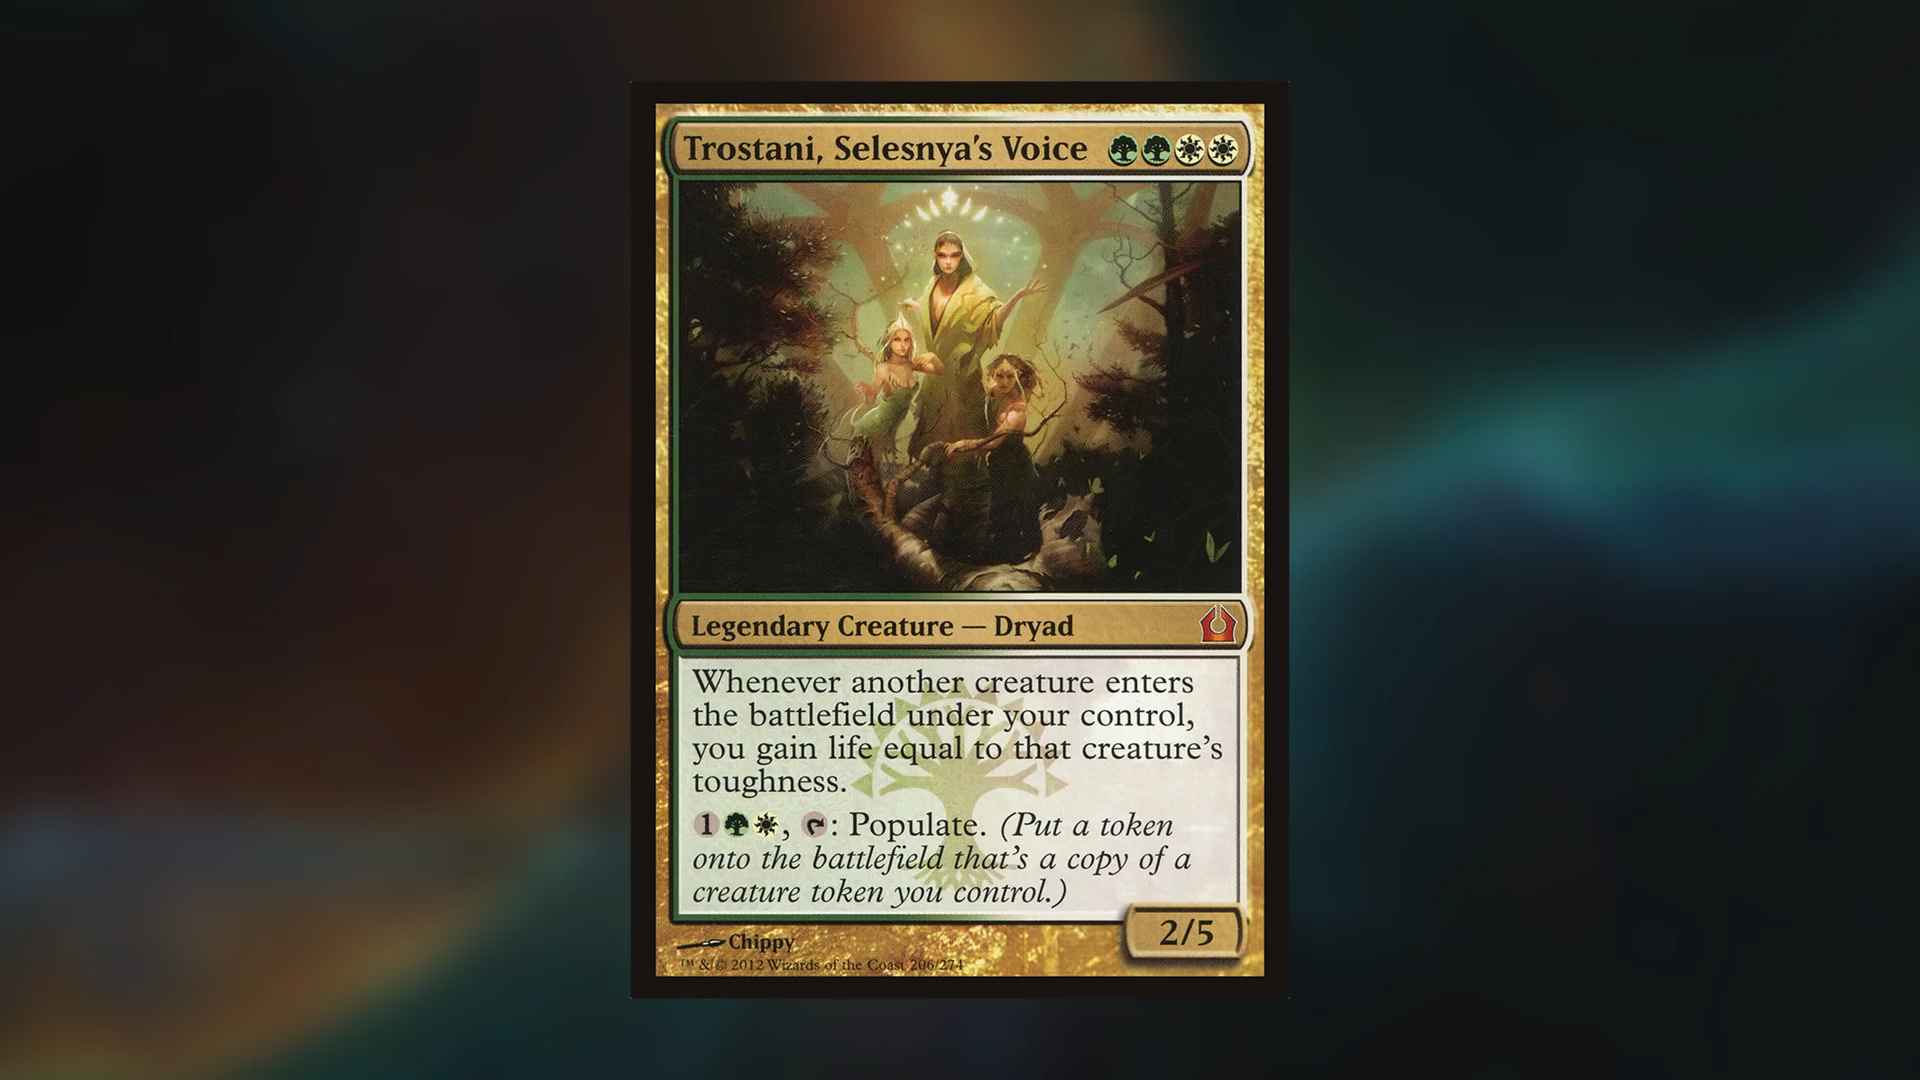 Trostani, Selesnya's Voice
Legendary Creature — Dryad
Whenever another creature enters
the battlefield under your control,
you gain life equal to that creature's
toughness.
1, : Populate. (Put a token
onto the battlefield that's a copy of a
creature token you control.)
2/5
Chippy
™ & © 2012 Wizards of the Coast 206/274